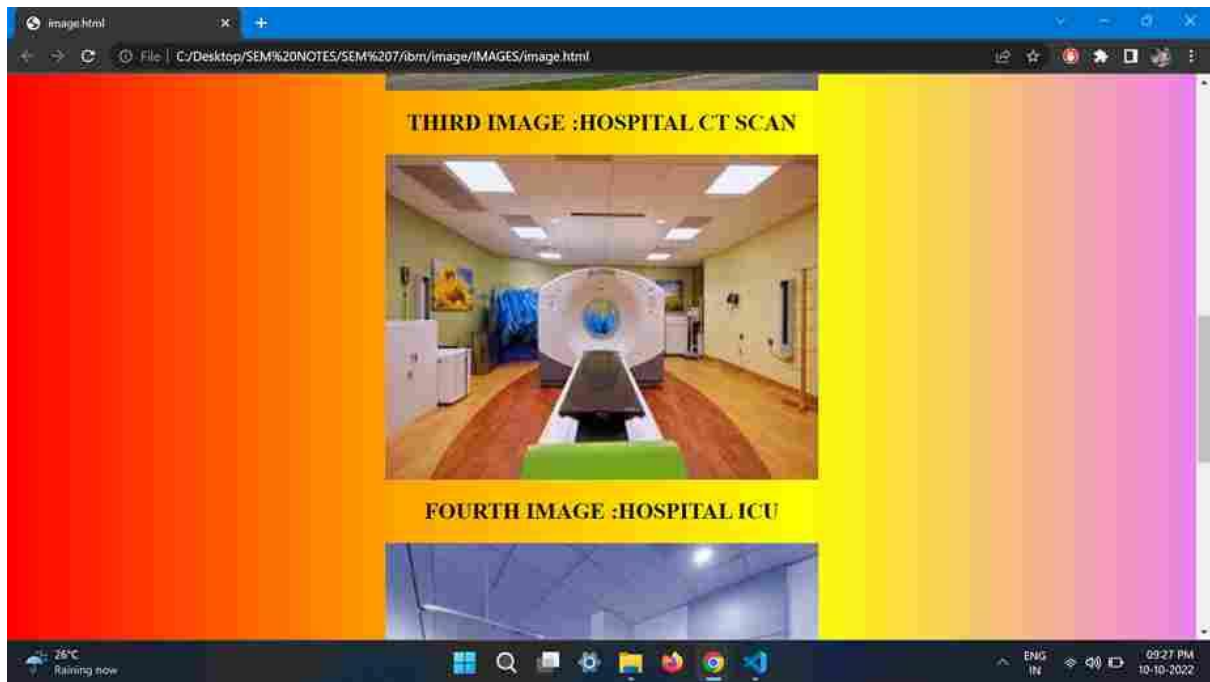 image.html
File | C:/Desktop/SEM%20NOTES/SEM%207/ibm/image/IMAGES/image.html
THIRD IMAGE :HOSPITAL CT SCAN
FOURTH IMAGE :HOSPITAL ICU
26°C
Raining now
ENG
IN
09:27 PM
10-10-2022